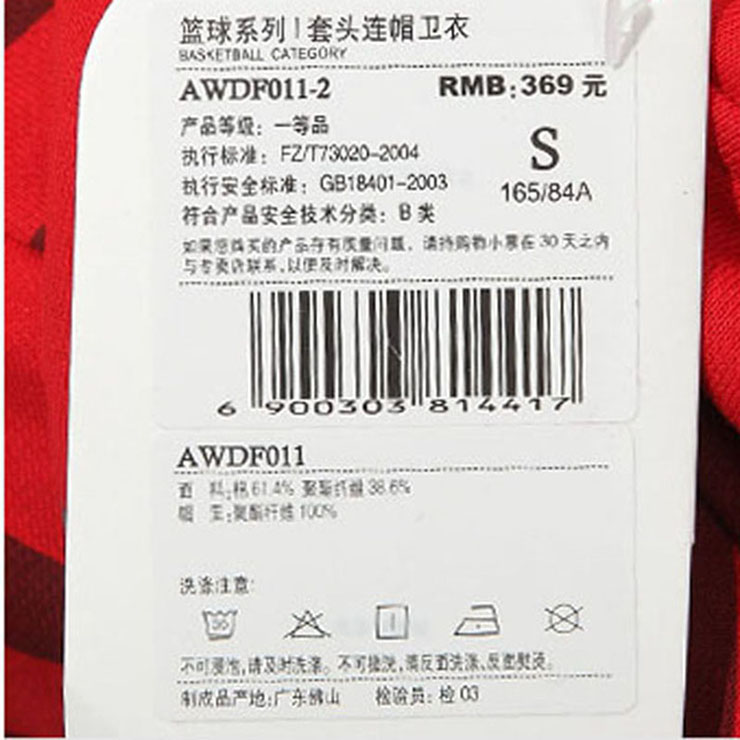 篮球系列 | 套头连帽卫衣
BASKETBALL CATEGORY
AWDF011-2 RMB:369 元
产品等级: 一等品
执行标准: FZ/T73020-2004
S
执行安全标准: GB18401-2003
165/84A
符合产品安全技术分类: B 类
如果您购买的产品存有质量问题, 请持购物小票在 30 天之内
与专卖店联系,以便及时解决。
6 900303 814417
AWDF011
面 料:棉 61.4% 聚酯纤维 38.6%
帽 里:聚酯纤维 100%
洗涤注意:
不可浸泡,请及时洗涤。不可拖洗,请反面洗涤、反面熨烫。
制成品产地:广东佛山 检验员: 检 03